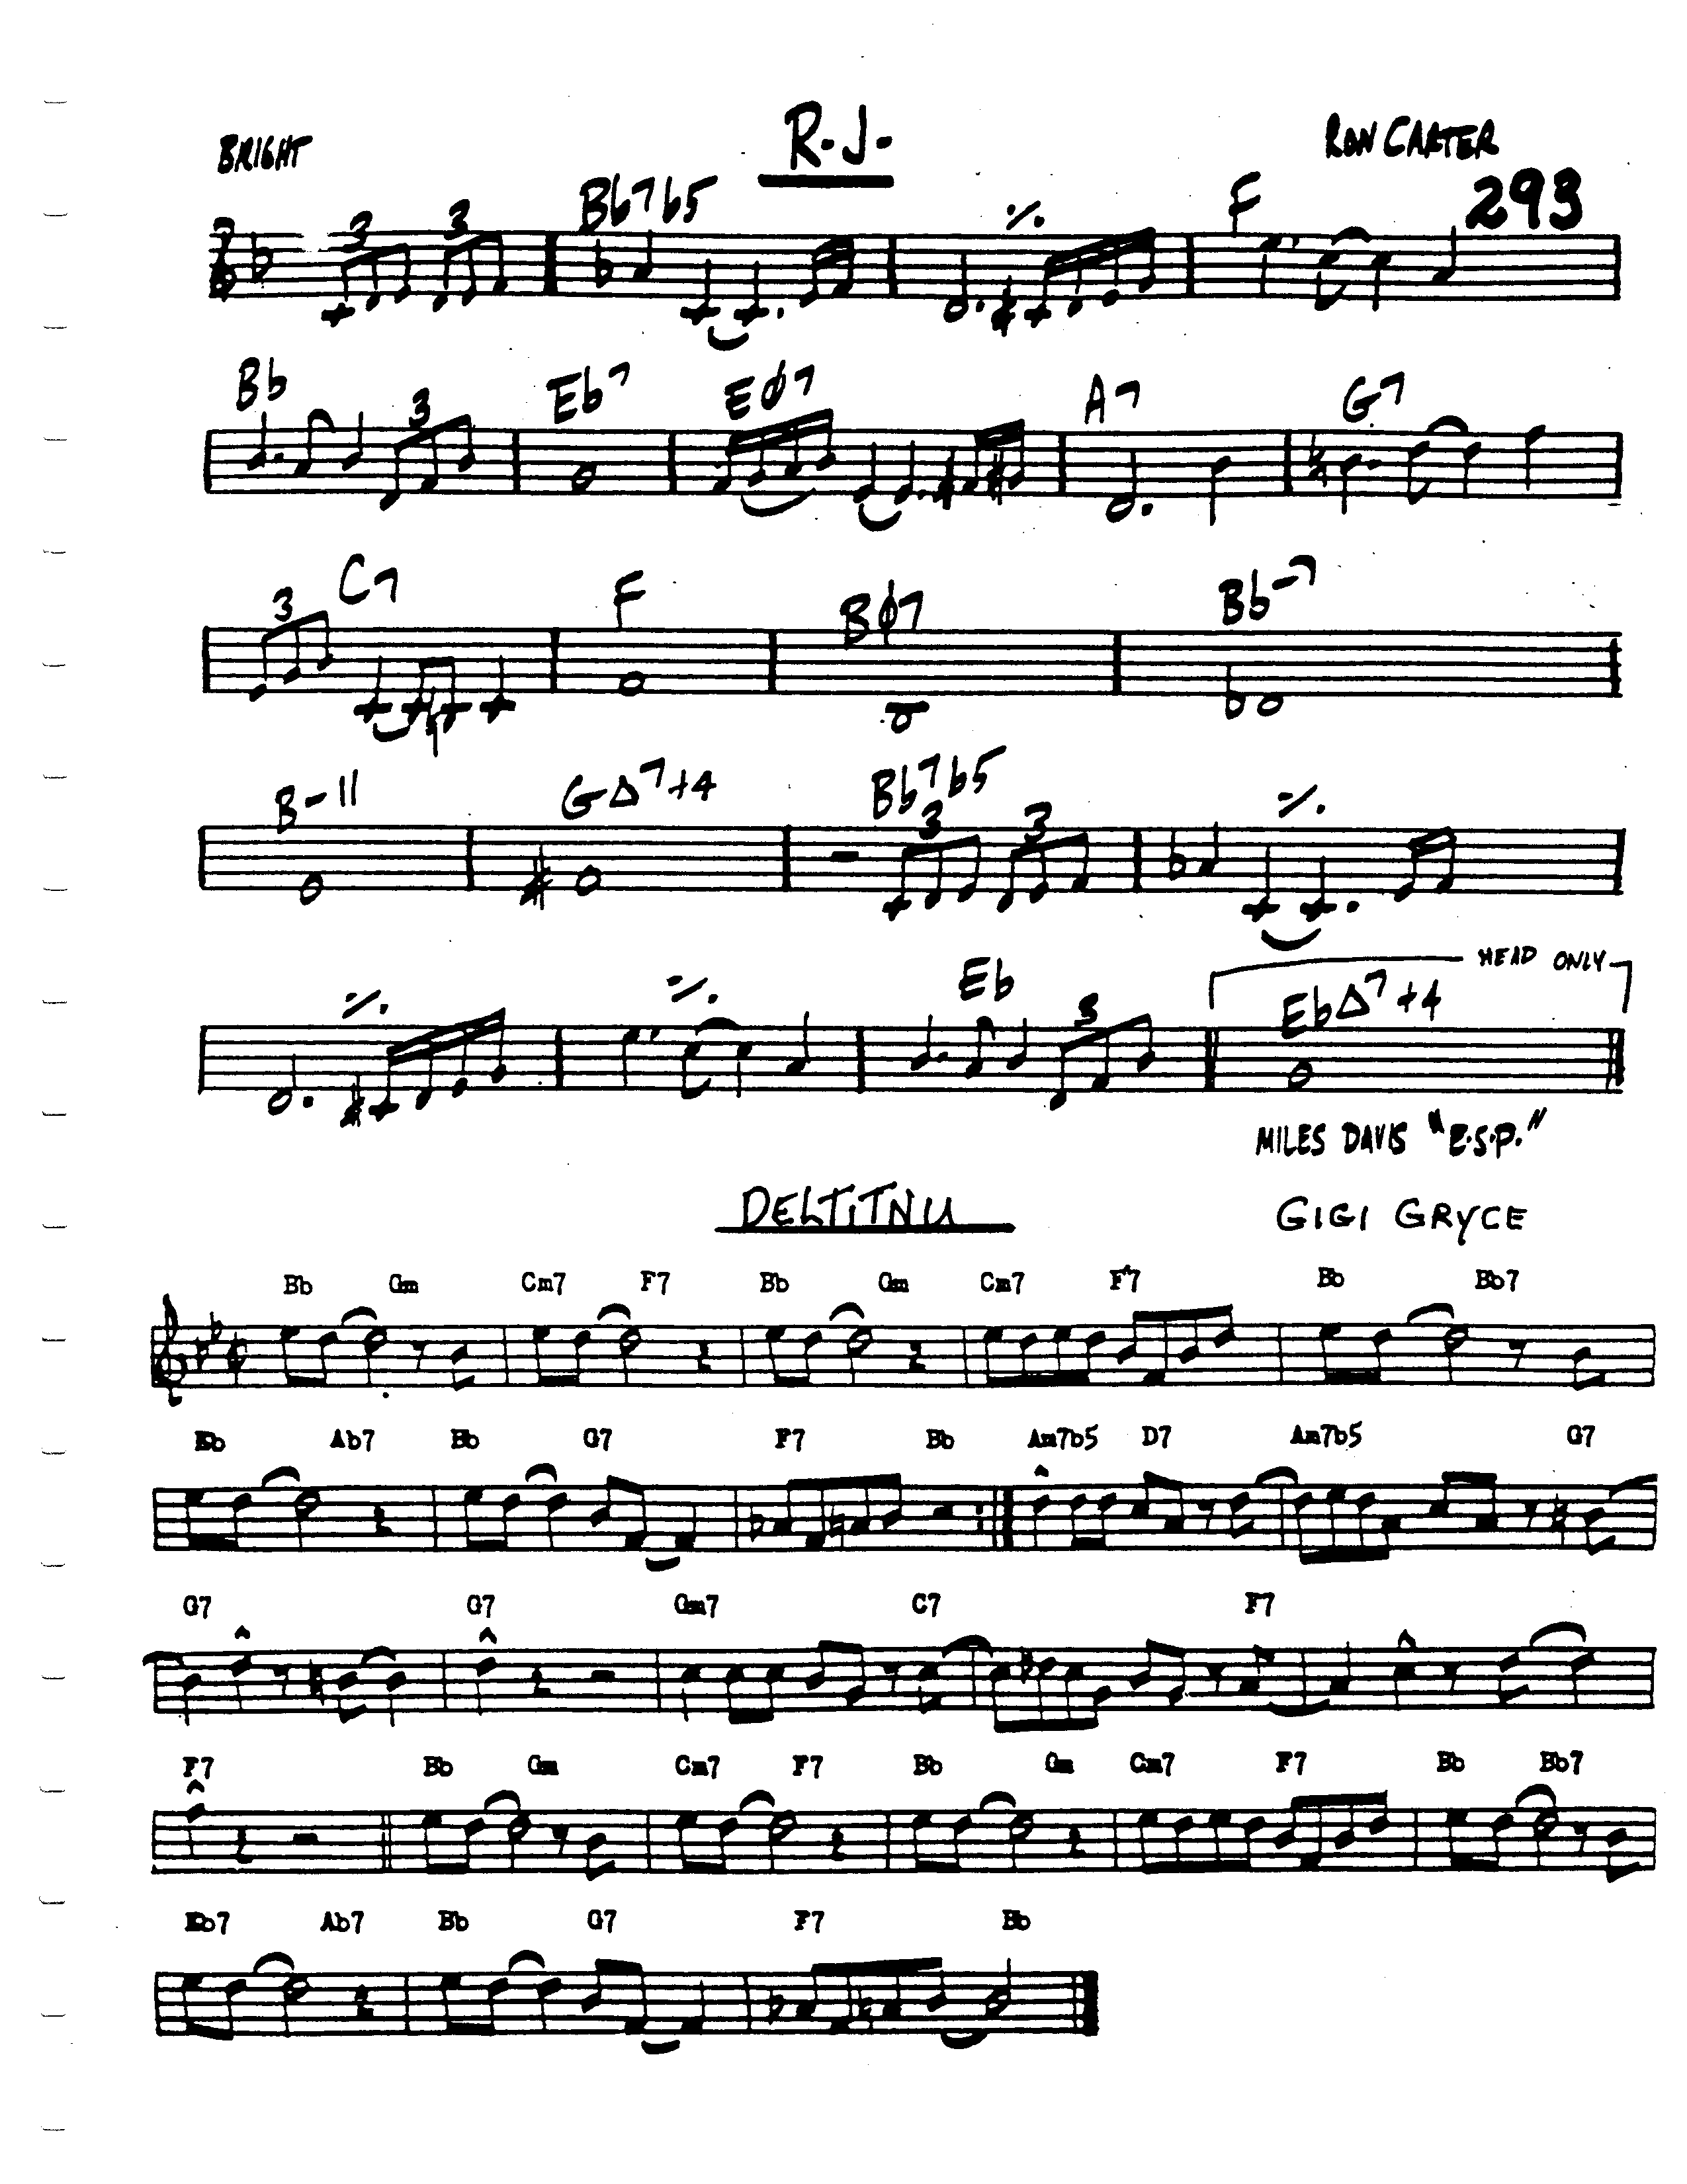 R.J.
BRIGHT
RON CARTER
293
3 3 Bb7b5 ٪ F
Bb 3 Eb7 Eø7 A7 G7
3 C7 F Bø7 Bb-7
B-11 GΔ7+4 Bb7b5 3 3 ٪
HEAD ONLY
٪ ٪ Eb 3 EbΔ7+4
MILES DAVIS "E.S.P."
DELTITNU GIGI GRYCE
Bb Gm Cm7 F7 Bb Gm Cm7 F7 Bb Bb7
Eb Ab7 Bb G7 F7 Bb Am7b5 D7 Am7b5 G7
G7 G7 Gm7 C7 F7
F7 Bb Gm Cm7 F7 Bb Gm Cm7 F7 Bb Bb7
Eb7 Ab7 Bb G7 F7 Bb